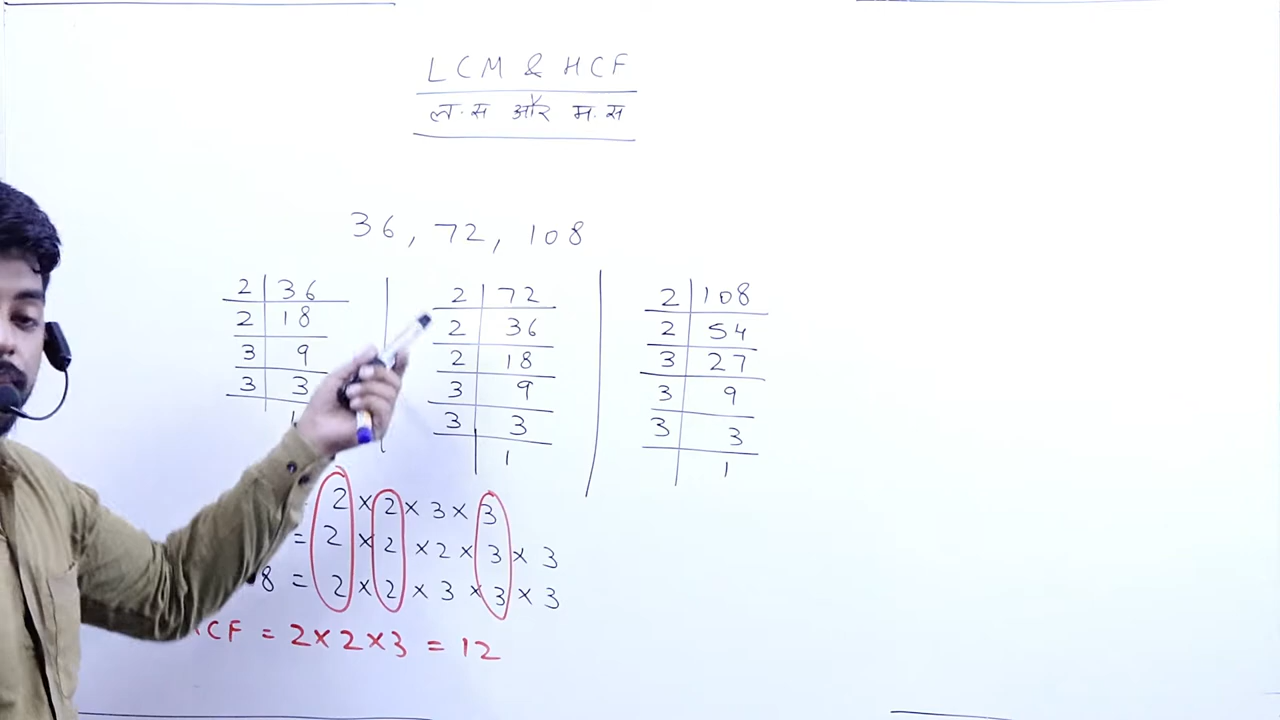 LCM & HCF
ल.स और म.स
36, 72, 108
2 | 36
2 | 18
3 | 9
3 | 3
2 | 72
2 | 36
2 | 18
3 | 9
3 | 3
1
2 | 108
2 | 54
3 | 27
3 | 9
3 | 3
1
2 × 2 × 3 × 3
= 2 × 2 × 2 × 3 × 3
8 = 2 × 2 × 3 × 3 × 3
CF = 2×2×3 = 12